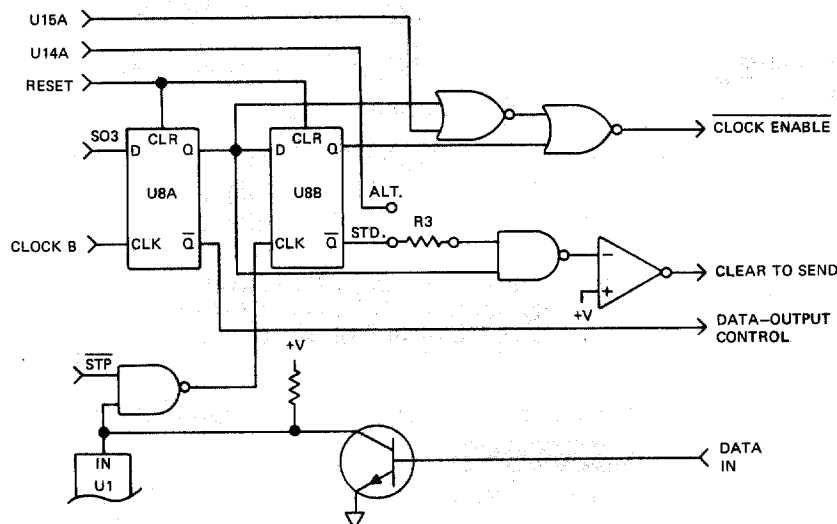 U15A
U14A
RESET
SO3
D
CLR
Q
U8A
CLK
Q̅
CLOCK B
D
CLR
Q
U8B
CLK
Q̅
ALT.
STD.
R3
CLOCK ENABLE
−
+
+V
CLEAR TO SEND
DATA–OUTPUT
CONTROL
STP
+V
IN
U1
DATA
IN